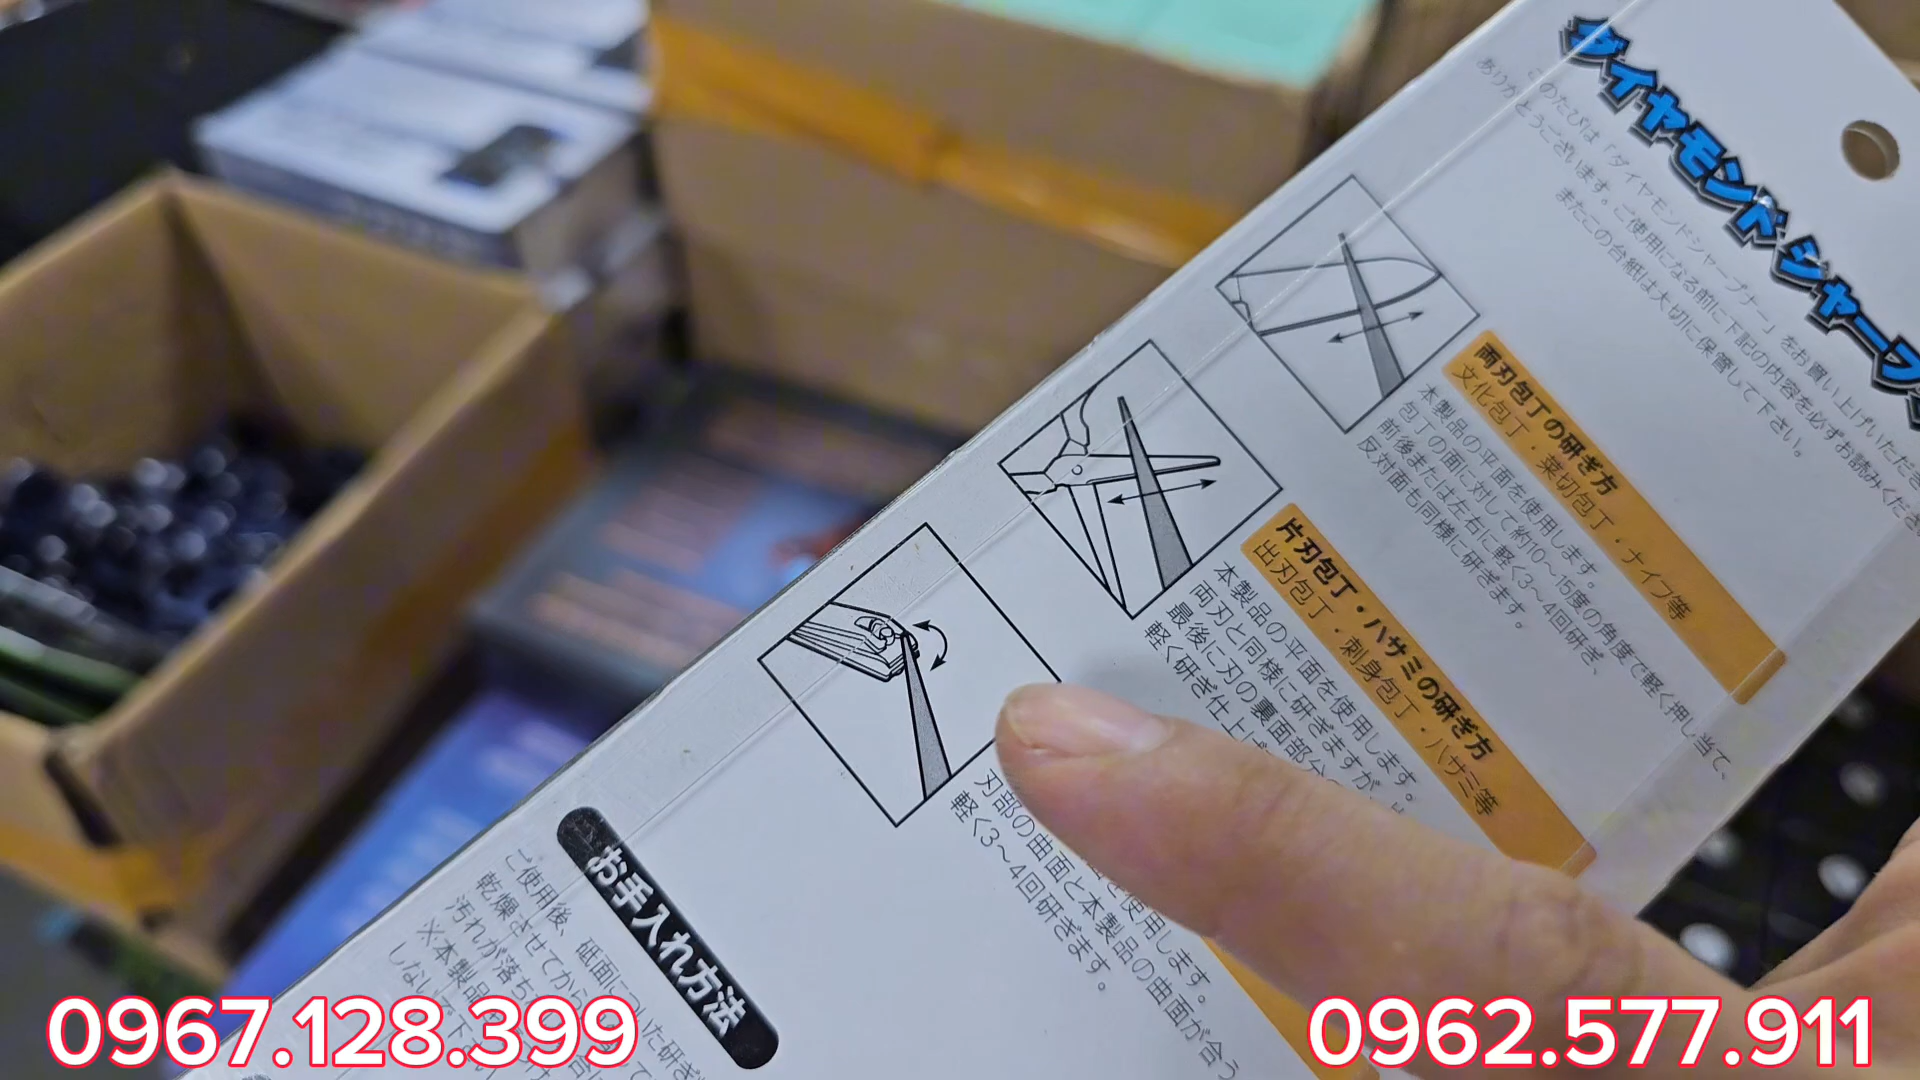 ダイヤモンドシャープ
このたびは「ダイヤモンドシャープナー」をお買い上げいただき
ありがとうございます。ご使用になる前に下記の内容を必ずお読みくださ
またこの台紙は大切に保管して下さい。
両刃包丁の研ぎ方
文化包丁・菜切包丁・ナイフ等
本製品の平面を使用します。
包丁の面に対して約10〜15度の角度で軽く押し当て、
前後または左右に軽く3〜4回研ぎ、
反対面も同様に研ぎます。
片刃包丁・ハサミの研ぎ方
出刃包丁・刺身包丁・ハサミ等
本製品の平面を使用します。
両刃と同様に研ぎますが、
最後に刃の裏面部分
軽く研ぎ仕上げ
使用します。
刃部の曲面と本製品の曲面が合う
軽く3〜4回研ぎます。
お手入れ方法
ご使用後、砥面についた研ぎ
乾燥させてから
汚れが落ち
※本製品
しないで下さい
0967.128.399
0962.577.911